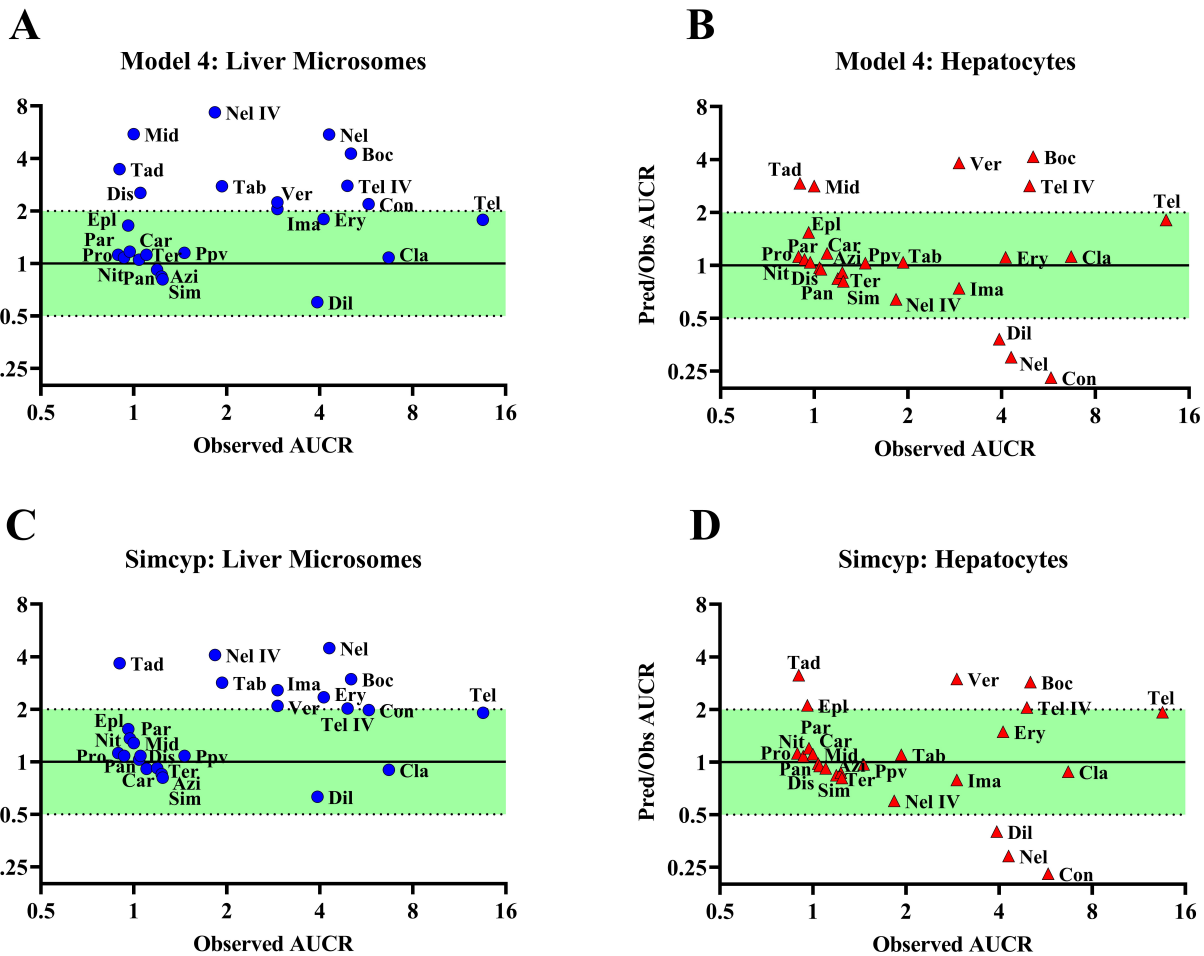 A
Model 4: Liver Microsomes
8
4
2
1
0.5
.25
Nel IV
Mid
Nel
Boc
Tad
Dis
Tab
Ver
Tel IV
Con
Tel
Epl
Ima
Ery
Par
Car
Pro
Ter
Ppv
Cla
Nit
Pan
Azi
Sim
Dil
0.5 1 2 4 8 16
Observed AUCR
B
Model 4: Hepatocytes
Pred/Obs AUCR
8
4
2
1
0.5
0.25
Ver
Boc
Tad
Mid
Tel IV
Tel
Epl
Par
Car
Pro
Azi
Ppv
Tab
Ery
Cla
Nit
Dis
Ter
Pan
Sim
Ima
Nel IV
Dil
Nel
Con
0.5 1 2 4 8 16
Observed AUCR
C
Simcyp: Liver Microsomes
8
4
2
1
0.5
0.25
Nel
Tad
Nel IV
Tab
Ima
Boc
Ery
Tel
Ver
Con
Tel IV
Epl
Par
Nit
Mid
Pro
Dis
Ppv
Pan
Ter
Cla
Car
Azi
Sim
Dil
0.5 1 2 4 8 16
Observed AUCR
D
Simcyp: Hepatocytes
Pred/Obs AUCR
8
4
2
1
0.5
0.25
Tad
Ver
Boc
Tel
Epl
Tel IV
Par
Ery
Nit
Car
Pro
Mid
Tab
Pan
Azi
Ppv
Cla
Dis
Ter
Sim
Ima
Nel IV
Dil
Nel
Con
0.5 1 2 4 8 16
Observed AUCR